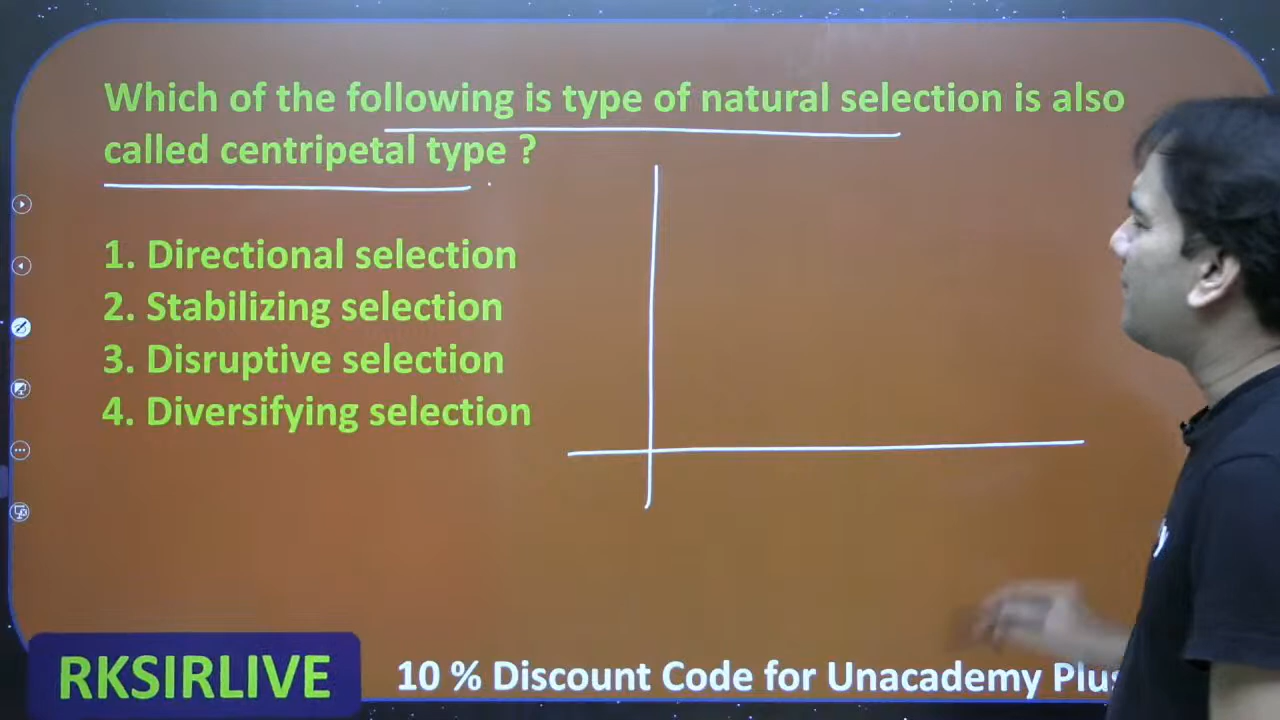 Which of the following is type of natural selection is also
called centripetal type ?
1. Directional selection
2. Stabilizing selection
3. Disruptive selection
4. Diversifying selection
RKSIRLIVE
10 % Discount Code for Unacademy Plus